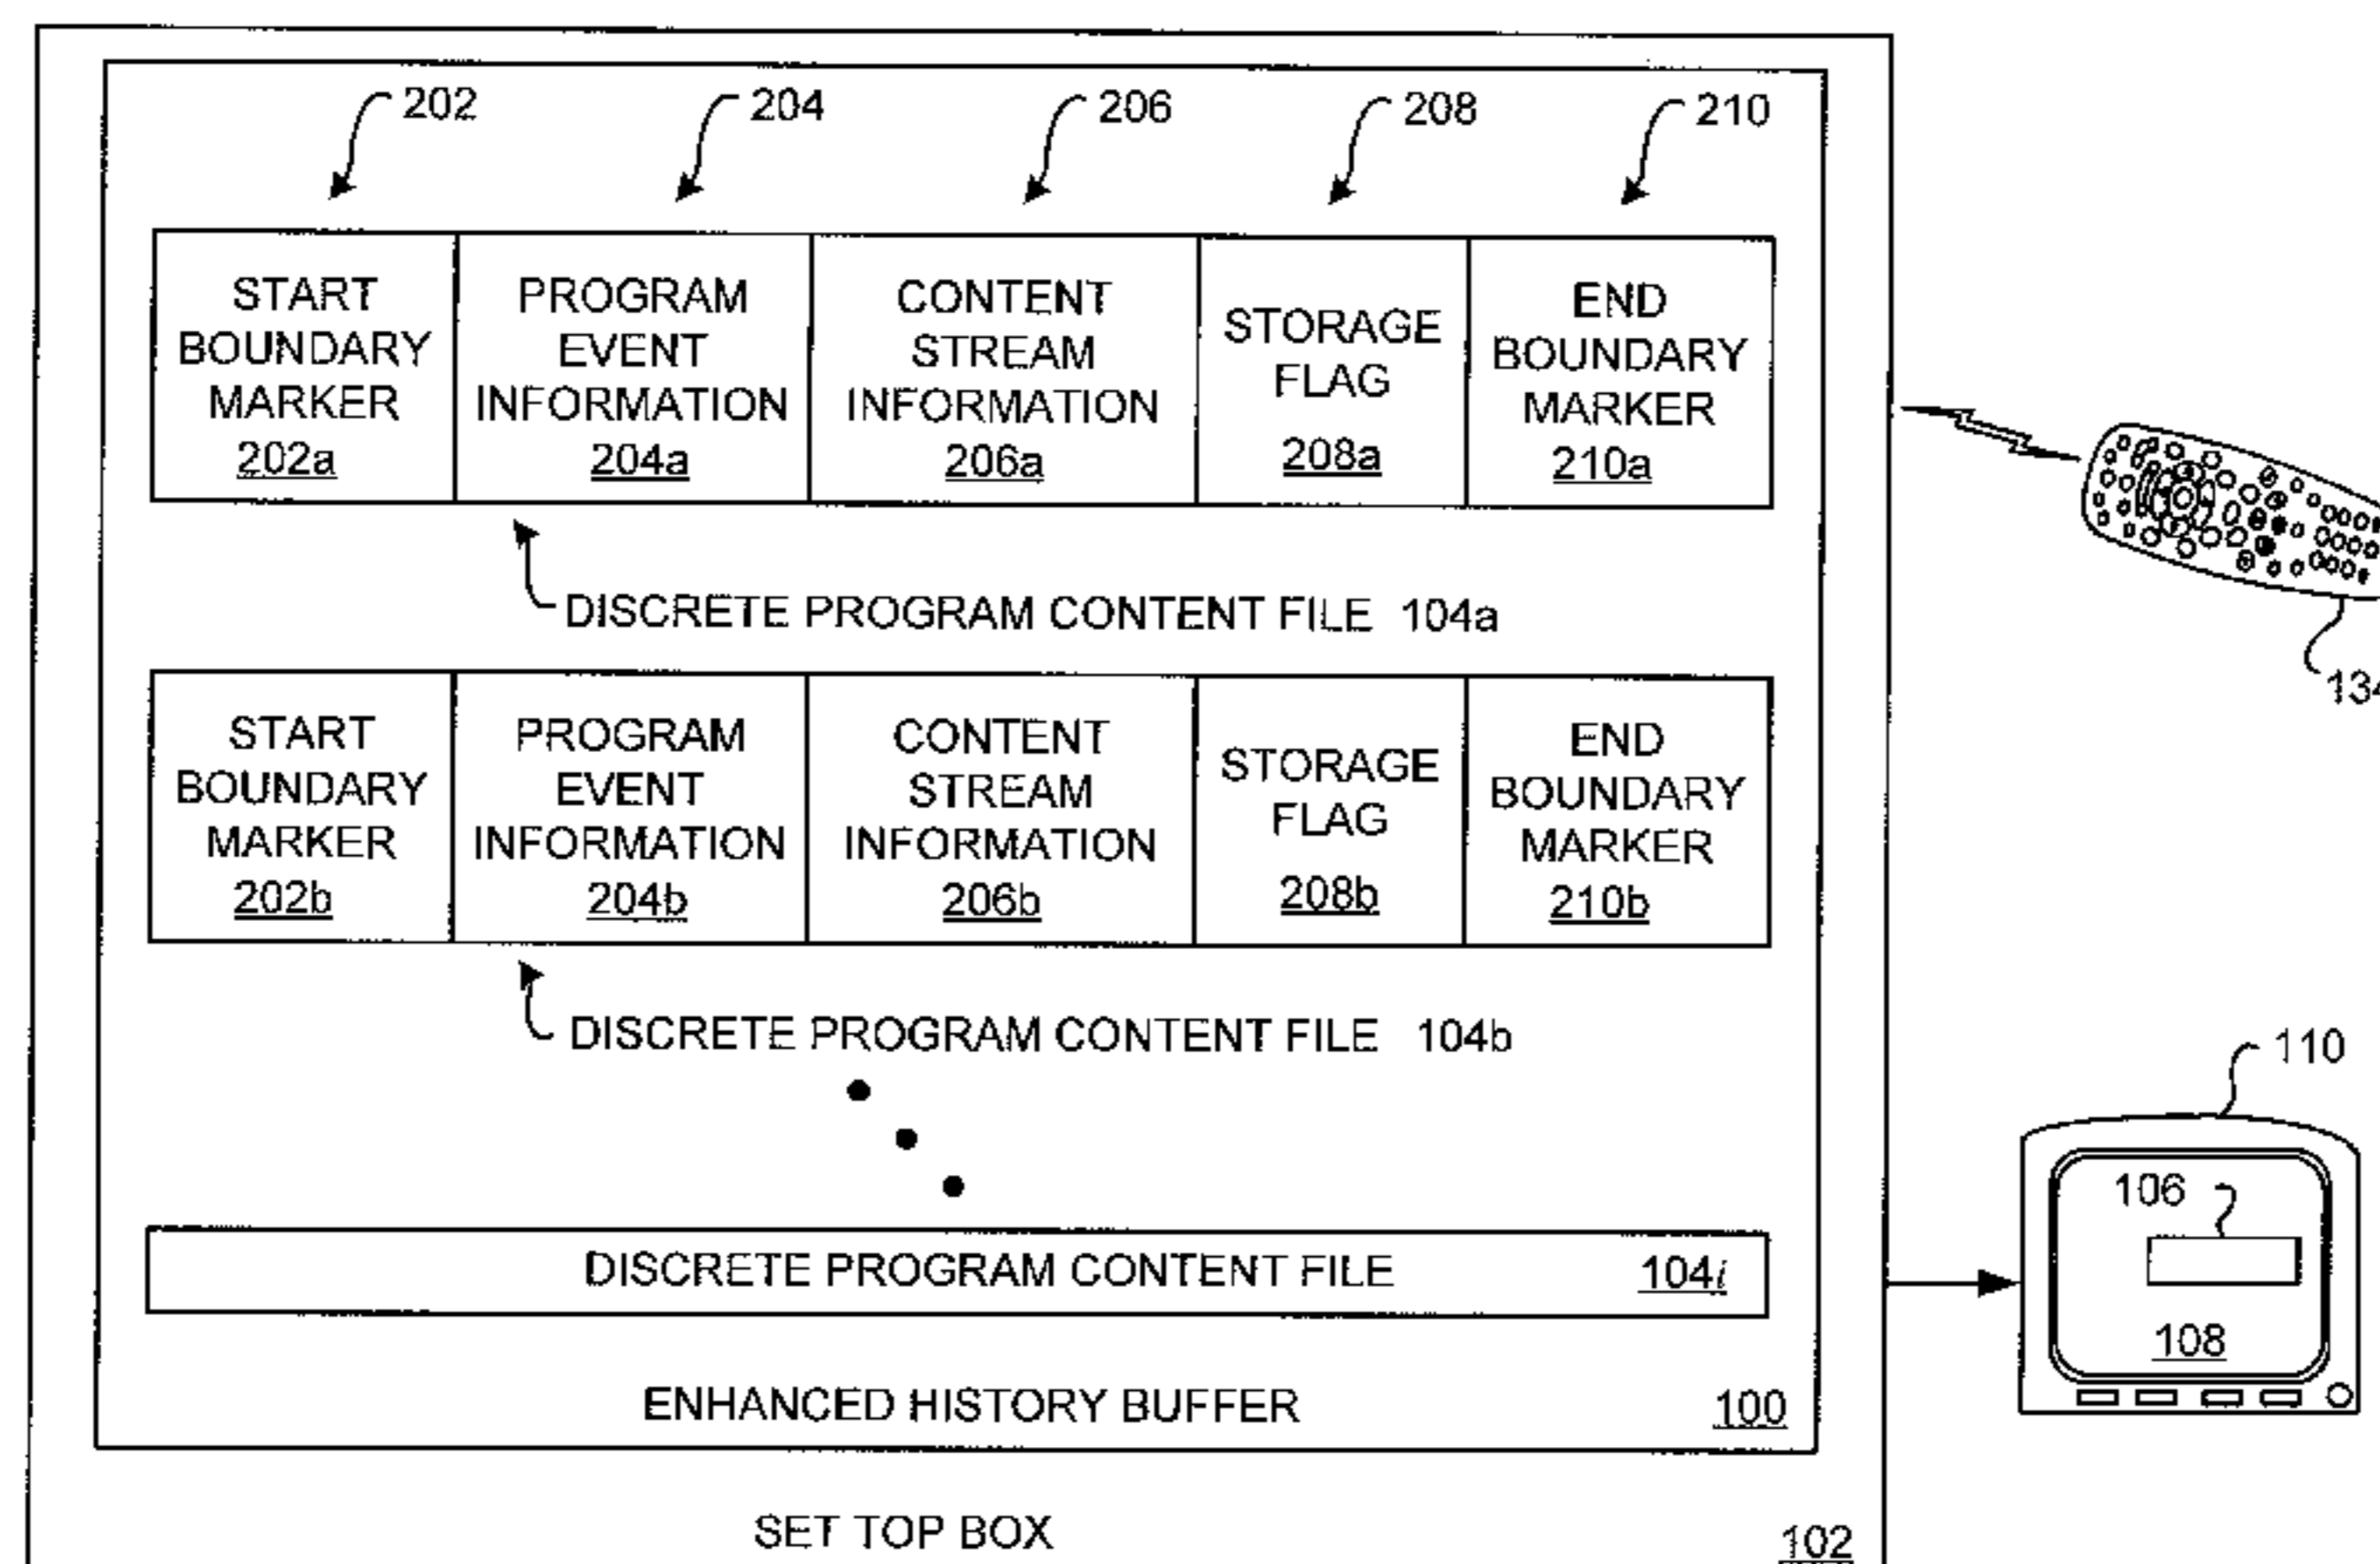 202 204 206 208 210
START BOUNDARY MARKER 202a
PROGRAM EVENT INFORMATION 204a
CONTENT STREAM INFORMATION 206a
STORAGE FLAG 208a
END BOUNDARY MARKER 210a
DISCRETE PROGRAM CONTENT FILE 104a
134
START BOUNDARY MARKER 202b
PROGRAM EVENT INFORMATION 204b
CONTENT STREAM INFORMATION 206b
STORAGE FLAG 208b
END BOUNDARY MARKER 210b
DISCRETE PROGRAM CONTENT FILE 104b
110
106
108
DISCRETE PROGRAM CONTENT FILE 104i
ENHANCED HISTORY BUFFER 100
SET TOP BOX 102